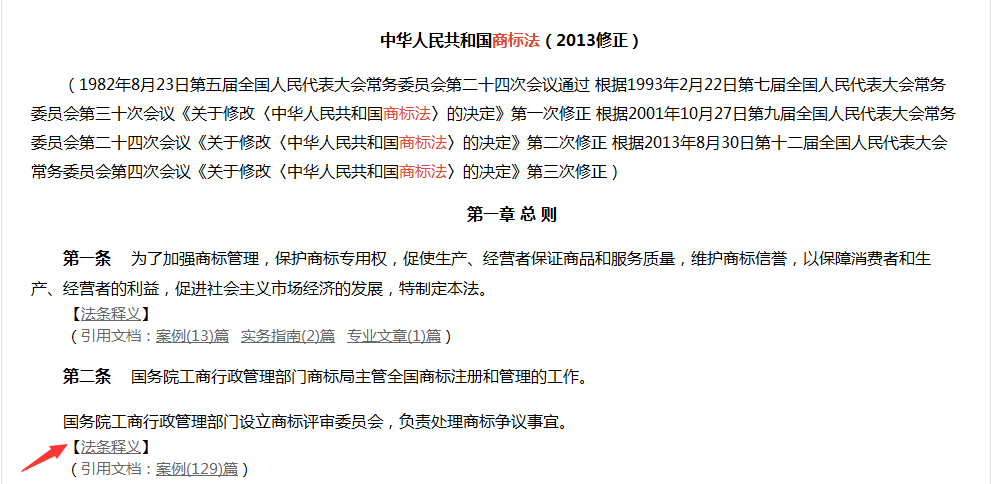 中华人民共和国商标法（2013修正）
（1982年8月23日第五届全国人民代表大会常务委员会第二十四次会议通过 根据1993年2月22日第七届全国人民代表大会常务
委员会第三十次会议《关于修改〈中华人民共和国商标法〉的决定》第一次修正 根据2001年10月27日第九届全国人民代表大会常务
委员会第二十四次会议《关于修改〈中华人民共和国商标法〉的决定》第二次修正 根据2013年8月30日第十二届全国人民代表大会
常务委员会第四次会议《关于修改〈中华人民共和国商标法〉的决定》第三次修正）
第一章 总 则
第一条 为了加强商标管理，保护商标专用权，促使生产、经营者保证商品和服务质量，维护商标信誉，以保障消费者和生
产、经营者的利益，促进社会主义市场经济的发展，特制定本法。
【法条释义】
（引用文档：案例(13)篇 实务指南(2)篇 专业文章(1)篇）
第二条 国务院工商行政管理部门商标局主管全国商标注册和管理的工作。
国务院工商行政管理部门设立商标评审委员会，负责处理商标争议事宜。
【法条释义】
（引用文档：案例(129)篇）